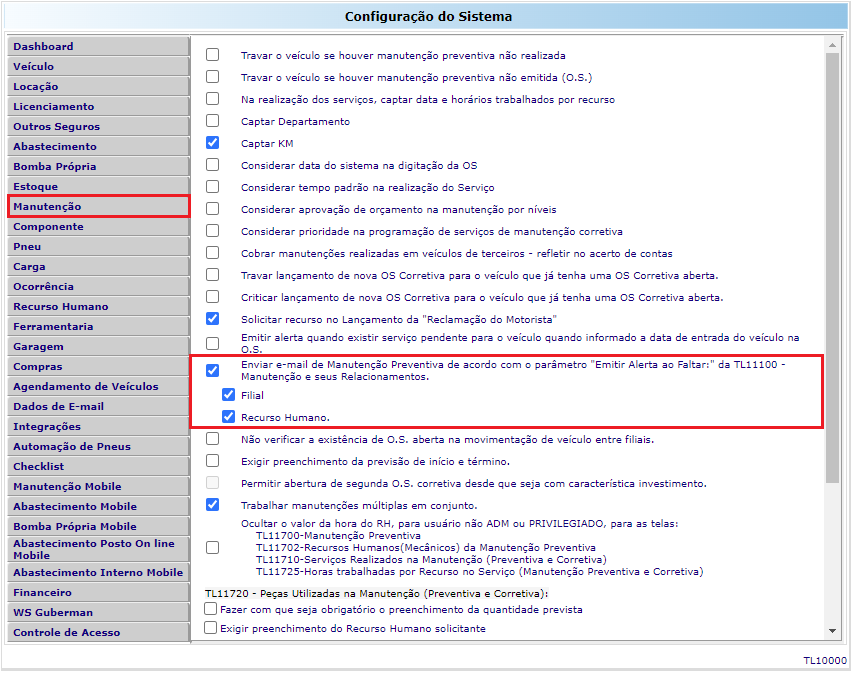 Configuração do Sistema
Dashboard
Veículo
Locação
Licenciamento
Outros Seguros
Abastecimento
Bomba Própria
Estoque
Manutenção
Componente
Pneu
Carga
Ocorrência
Recurso Humano
Ferramentaria
Garagem
Compras
Agendamento de Veículos
Dados de E-mail
Integrações
Automação de Pneus
Checklist
Manutenção Mobile
Abastecimento Mobile
Bomba Própria Mobile
Abastecimento Posto On line
Mobile
Abastecimento Interno Mobile
Financeiro
WS Guberman
Controle de Acesso
Travar o veículo se houver manutenção preventiva não realizada
Travar o veículo se houver manutenção preventiva não emitida (O.S.)
Na realização dos serviços, captar data e horários trabalhados por recurso
Captar Departamento
Captar KM
Considerar data do sistema na digitação da OS
Considerar tempo padrão na realização do Serviço
Considerar aprovação de orçamento na manutenção por níveis
Considerar prioridade na programação de serviços de manutenção corretiva
Cobrar manutenções realizadas em veículos de terceiros - refletir no acerto de contas
Travar lançamento de nova OS Corretiva para o veículo que já tenha uma OS Corretiva aberta.
Criticar lançamento de nova OS Corretiva para o veículo que já tenha uma OS Corretiva aberta.
Solicitar recurso no Lançamento da "Reclamação do Motorista"
Emitir alerta quando existir serviço pendente para o veículo quando informado a data de entrada do veículo na
O.S.
Enviar e-mail de Manutenção Preventiva de acordo com o parâmetro "Emitir Alerta ao Faltar:" da TL11100 -
Manutenção e seus Relacionamentos.
Filial
Recurso Humano.
Não verificar a existência de O.S. aberta na movimentação de veículo entre filiais.
Exigir preenchimento da previsão de início e término.
Permitir abertura de segunda O.S. corretiva desde que seja com característica investimento.
Trabalhar manutenções múltiplas em conjunto.
Ocultar o valor da hora do RH, para usuário não ADM ou PRIVILEGIADO, para as telas:
TL11700-Manutenção Preventiva
TL11702-Recursos Humanos(Mecânicos) da Manutenção Preventiva
TL11710-Serviços Realizados na Manutenção (Preventiva e Corretiva)
TL11725-Horas trabalhadas por Recurso no Serviço (Manutenção Preventiva e Corretiva)
TL11720 - Peças Utilizadas na Manutenção (Preventiva e Corretiva):
Fazer com que seja obrigatório o preenchimento da quantidade prevista
Exigir preenchimento do Recurso Humano solicitante
TL10000